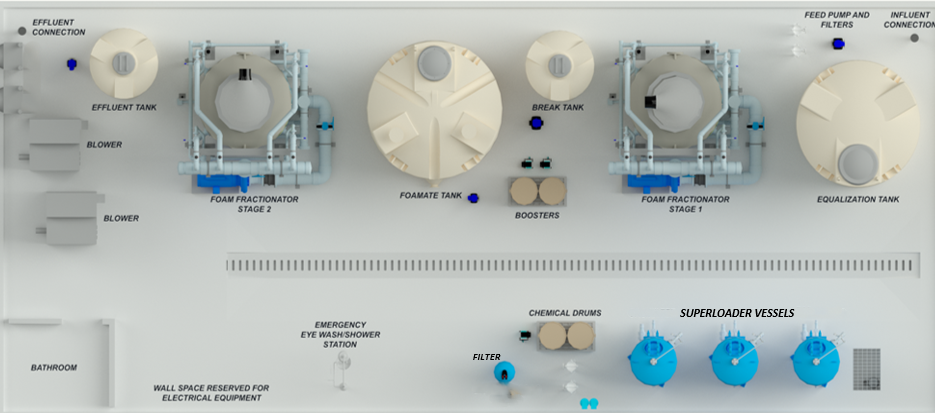 EFFLUENT
CONNECTION
FEED PUMP AND
FILTERS
INFLUENT
CONNECTION
EFFLUENT TANK
BREAK TANK
BLOWER
FOAM FRACTIONATOR
STAGE 2
FOAMATE TANK
BOOSTERS
FOAM FRACTIONATOR
STAGE 1
EQUALIZATION TANK
BLOWER
EMERGENCY
EYE WASH/SHOWER
STATION
CHEMICAL DRUMS
SUPERLOADER VESSELS
FILTER
BATHROOM
WALL SPACE RESERVED FOR
ELECTRICAL EQUIPMENT